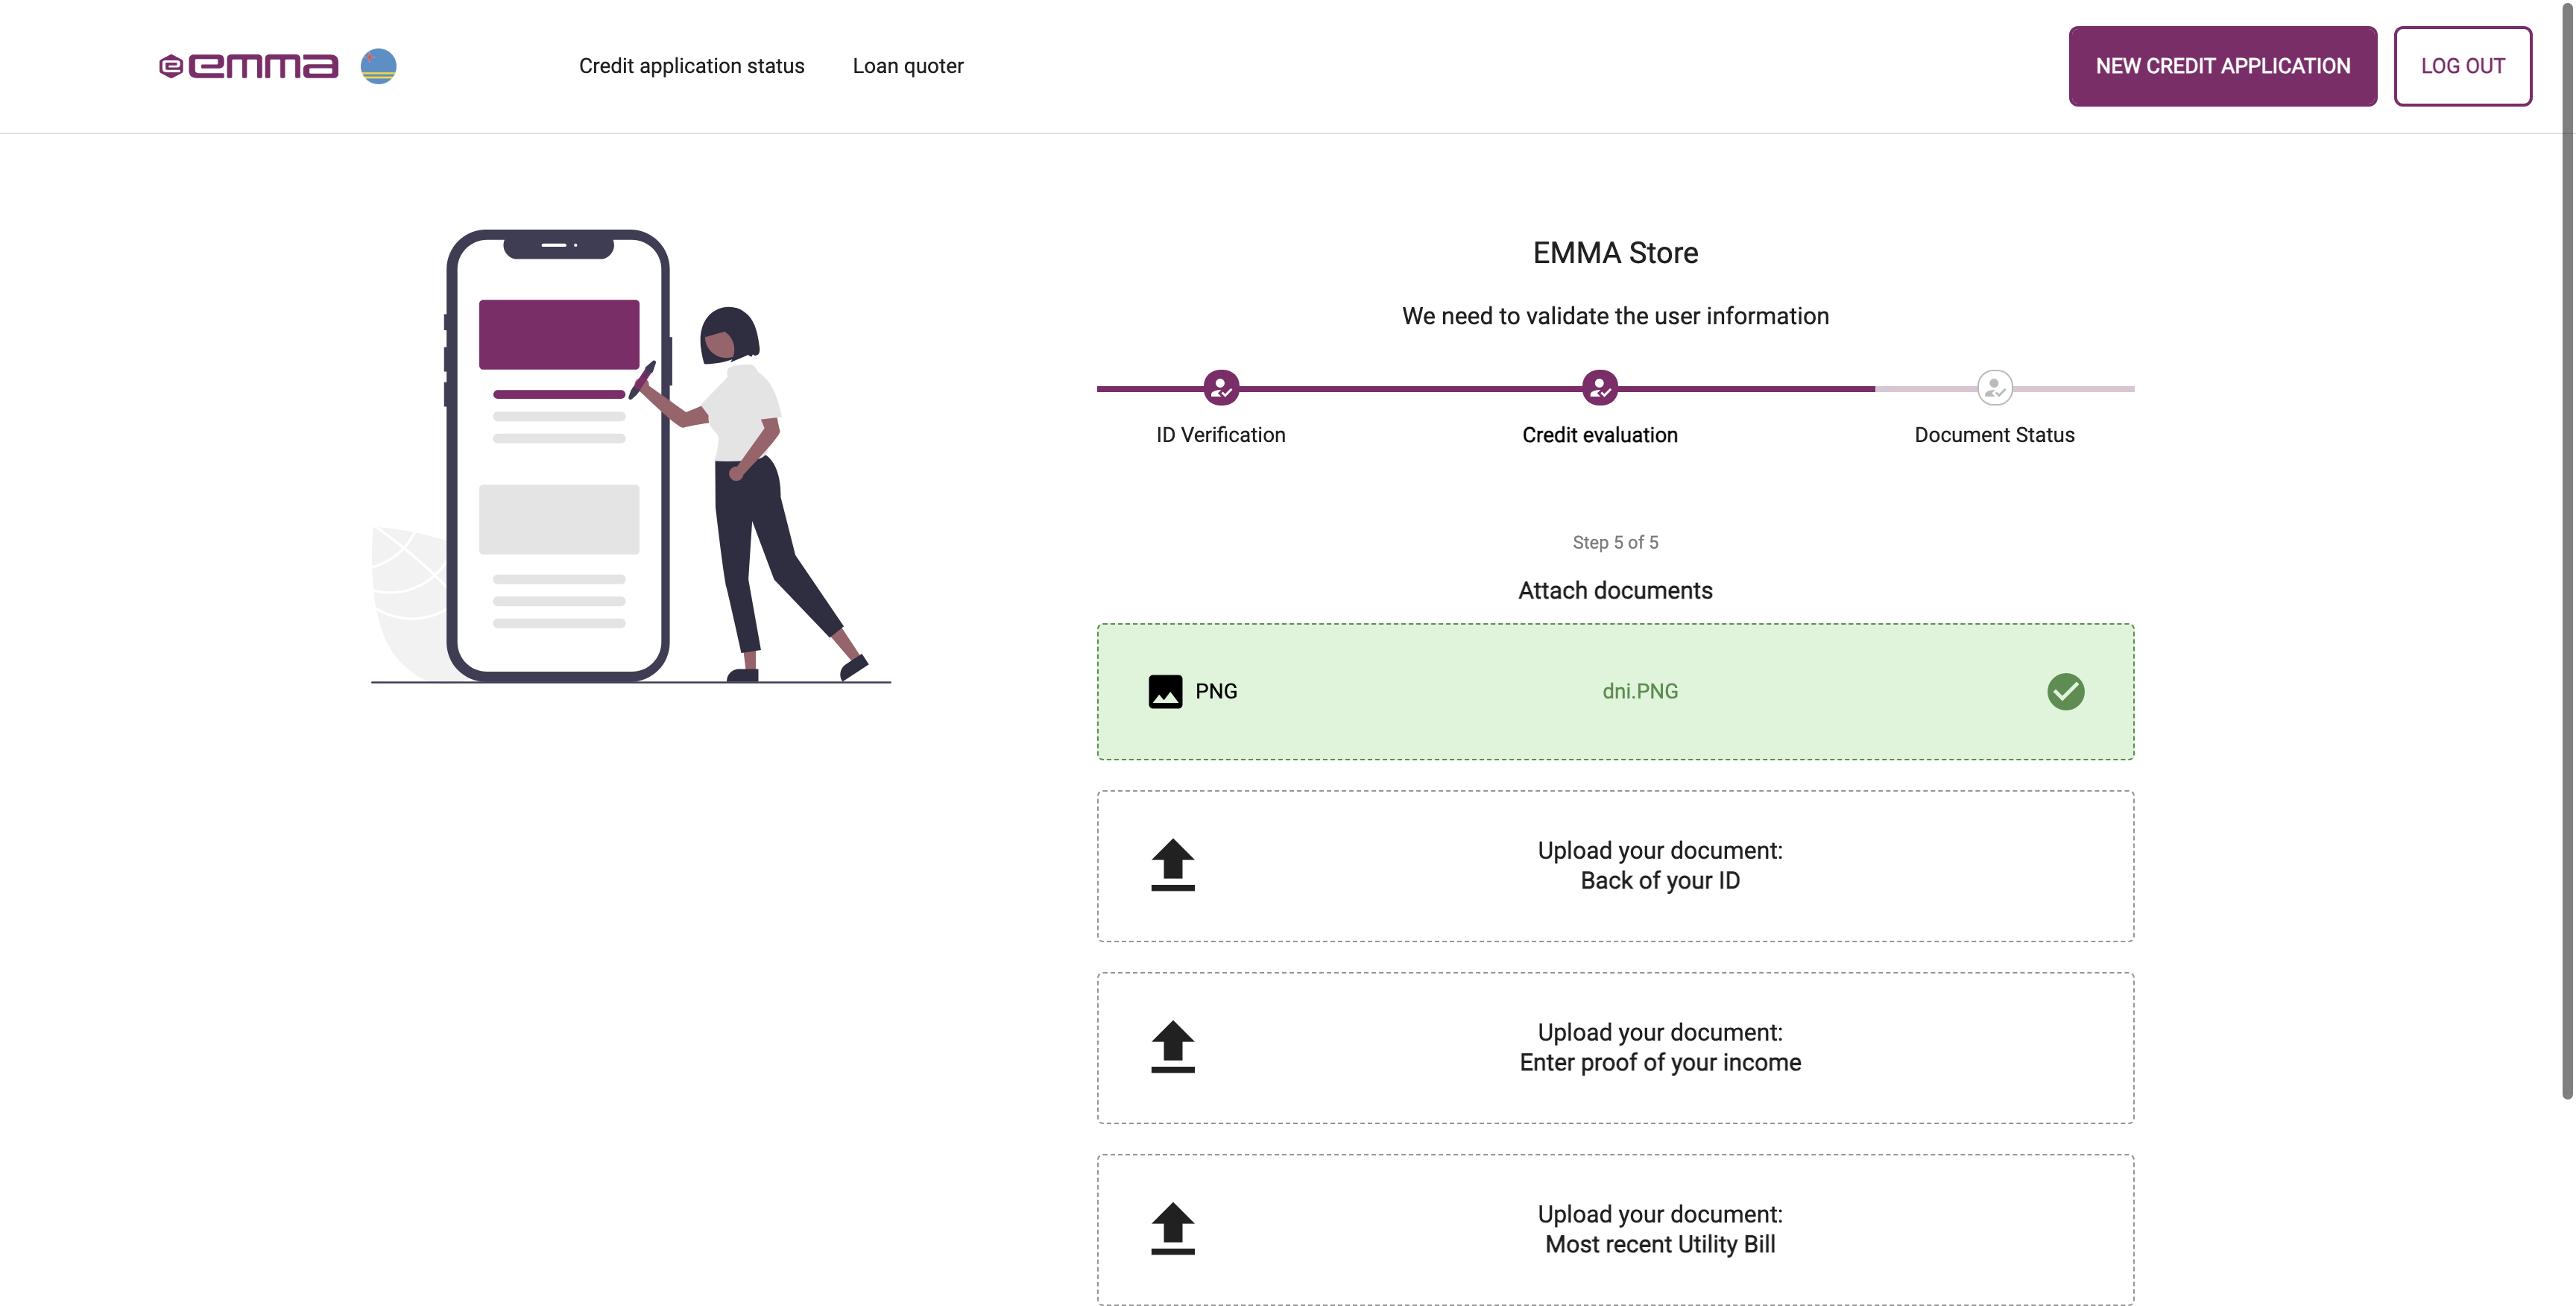 emma
Credit application status
Loan quoter
NEW CREDIT APPLICATION
LOG OUT
EMMA Store
We need to validate the user information
ID Verification
Credit evaluation
Document Status
Step 5 of 5
Attach documents
PNG
dni.PNG
Upload your document:
Back of your ID
Upload your document:
Enter proof of your income
Upload your document:
Most recent Utility Bill